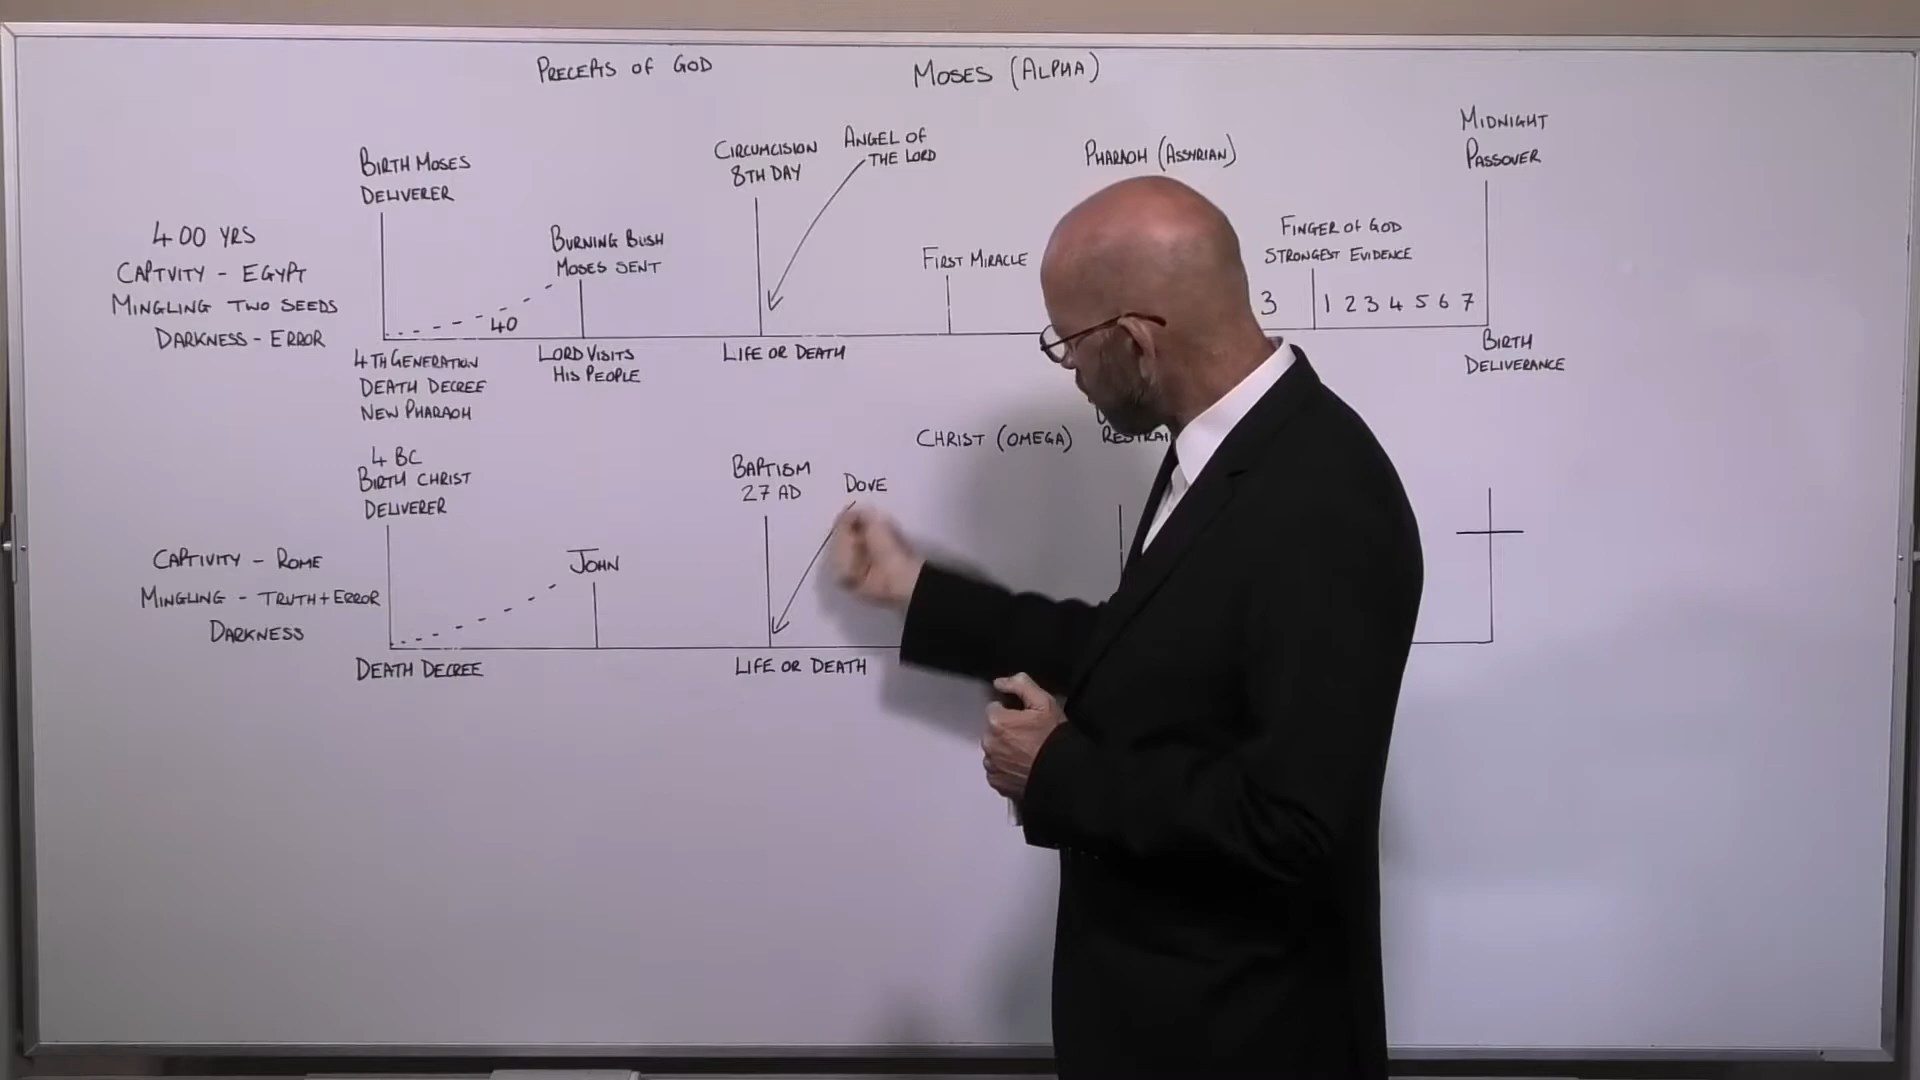 PRECEPTS OF GOD
MOSES (ALPHA)
MIDNIGHT
PASSOVER
BIRTH MOSES
DELIVERER
CIRCUMCISION
8TH DAY
ANGEL OF
THE LORD
PHARAOH (ASSYRIAN)
400 YRS
CAPTVITY - EGYPT
MINGLING TWO SEEDS
DARKNESS - ERROR
BURNING BUSH
MOSES SENT
FIRST MIRACLE
FINGER OF GOD
STRONGEST EVIDENCE
40
3
1 2 3 4 5 6 7
4TH GENERATION
DEATH DECREE
NEW PHARAOH
LORD VISITS
HIS PEOPLE
LIFE OR DEATH
BIRTH
DELIVERANCE
CHRIST (OMEGA)
4 BC
BIRTH CHRIST
DELIVERER
BAPTISM
27 AD
DOVE
CAPTIVITY - ROME
MINGLING - TRUTH + ERROR
DARKNESS
JOHN
DEATH DECREE
LIFE OR DEATH